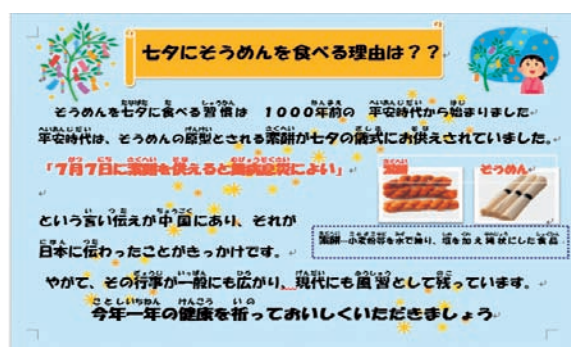 七夕にそうめんを食べる理由は??
そうめんを七夕に食べる習慣は 1000年前の 平安時代から始まりました
平安時代は、そうめんの原型とされる索餅が七夕の儀式にお供えされていました。
「7月7日に索餅を供えると
によい」
索餅
そうめん
という言い伝えが中国にあり、それが
索餅…小麦粉等を水で練り、塩を加え縄状にした食品
日本に伝わったことがきっかけです。
やがて、その行事が一般にも広がり、現代にも風習として残っています。
今年一年の健康を祈っておいしくいただきましょう